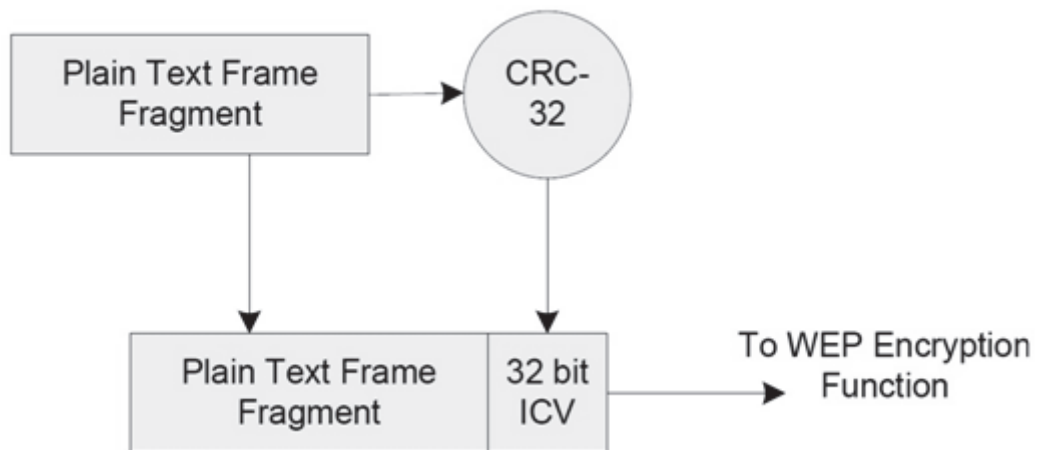 Plain Text Frame
Fragment
CRC-
32
Plain Text Frame
Fragment
32 bit
ICV
To WEP Encryption
Function